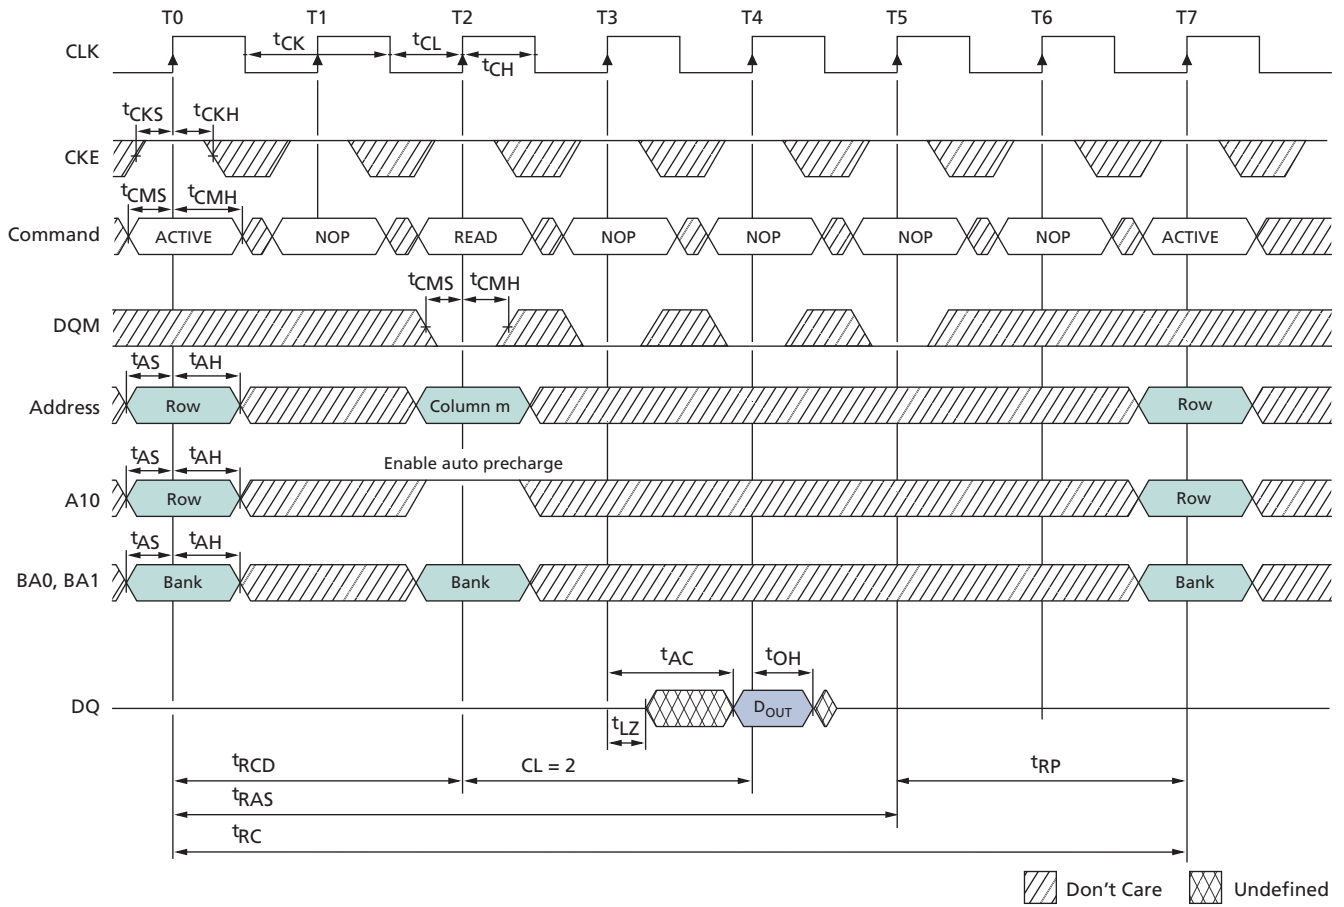 T0 T1 T2 T3 T4 T5 T6 T7
CLK
tCK tCL
tCH
tCKS tCKH
CKE
tCMS tCMH
Command ACTIVE NOP READ NOP NOP NOP NOP ACTIVE
tCMS tCMH
DQM
tAS tAH
Address Row Column m Row
tAS tAH Enable auto precharge
A10 Row Row
tAS tAH
BA0, BA1 Bank Bank Bank
tAC tOH
DQ DOUT
tLZ
tRCD CL = 2 tRP
tRAS
tRC
Don't Care Undefined